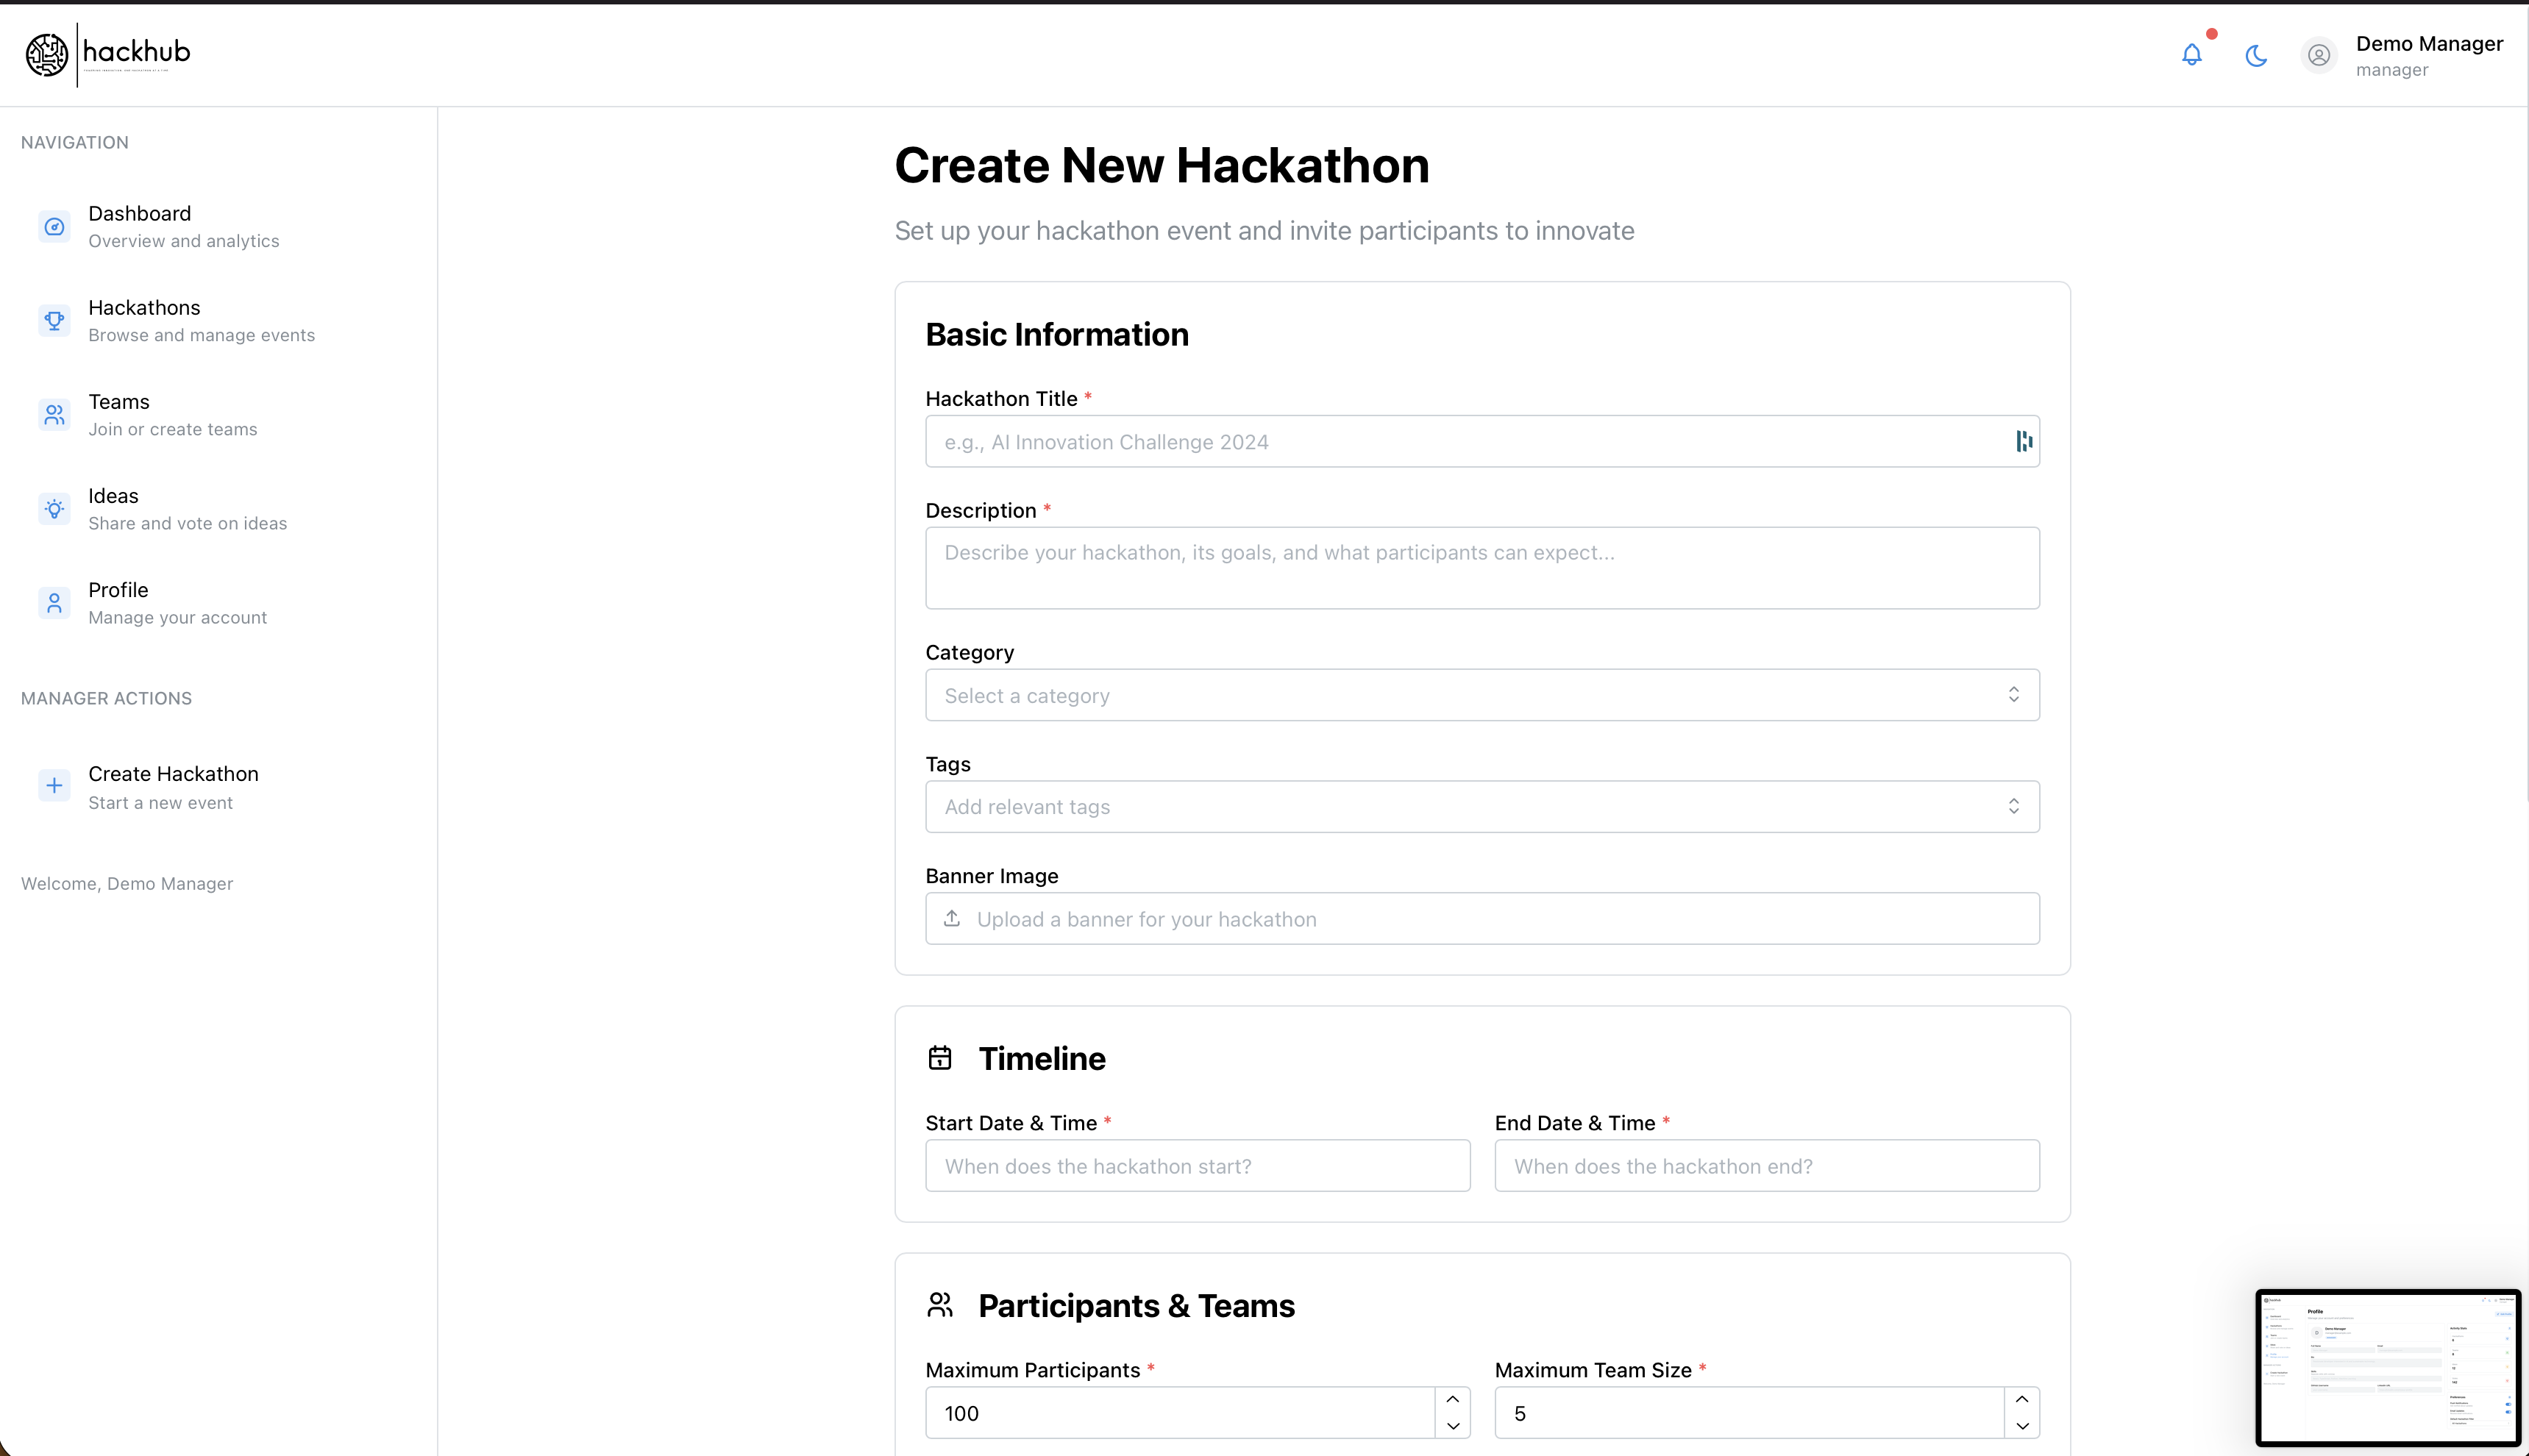 hackhub
Demo Manager
manager
NAVIGATION
Dashboard
Overview and analytics
Hackathons
Browse and manage events
Teams
Join or create teams
Ideas
Share and vote on ideas
Profile
Manage your account
MANAGER ACTIONS
Create Hackathon
Start a new event
Welcome, Demo Manager
Create New Hackathon
Set up your hackathon event and invite participants to innovate
Basic Information
Hackathon Title *
e.g., AI Innovation Challenge 2024
Description *
Describe your hackathon, its goals, and what participants can expect...
Category
Select a category
Tags
Add relevant tags
Banner Image
Upload a banner for your hackathon
Timeline
Start Date & Time *
When does the hackathon start?
End Date & Time *
When does the hackathon end?
Participants & Teams
Maximum Participants *
100
Maximum Team Size *
5
Profile